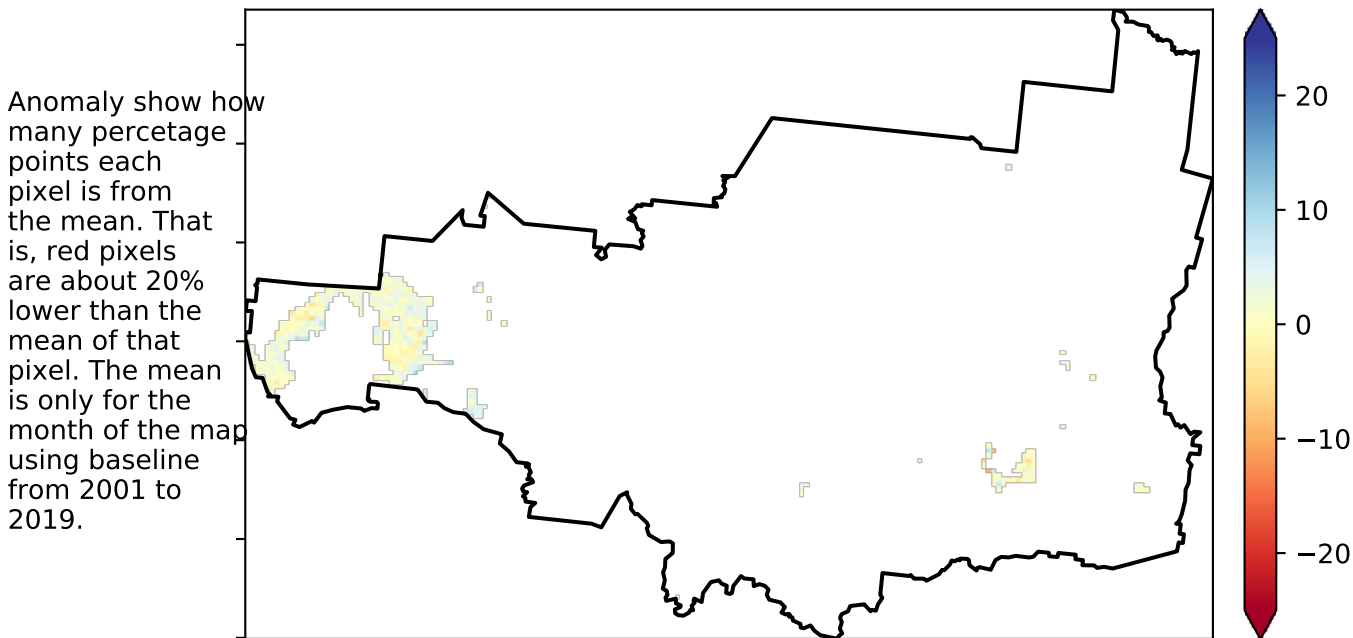 Anomaly show how
many percetage
points each
pixel is from
the mean. That
is, red pixels
are about 20%
lower than the
mean of that
pixel. The mean
is only for the
month of the map
using baseline
from 2001 to
2019.
20
10
0
−10
−20